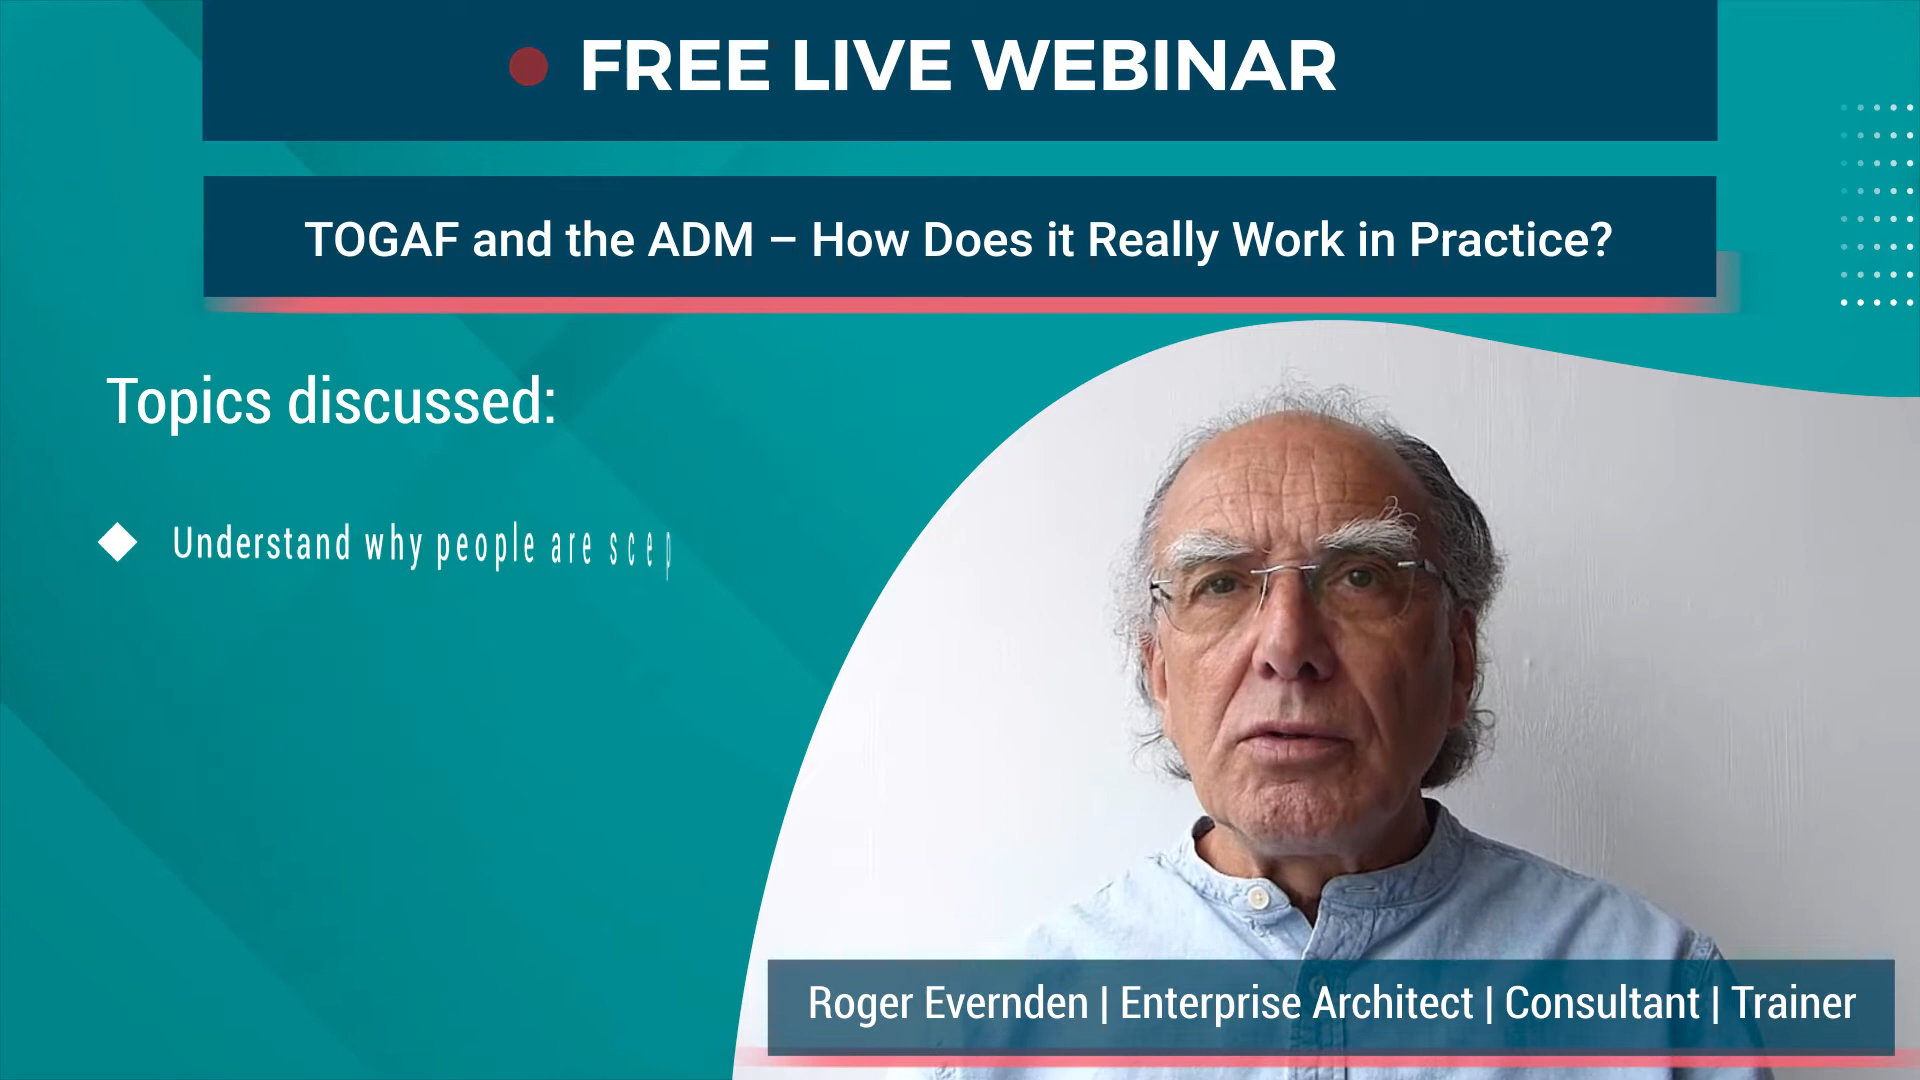 FREE LIVE WEBINAR
TOGAF and the ADM – How Does it Really Work in Practice?
Topics discussed:
Understand why people are scep
Roger Evernden | Enterprise Architect | Consultant | Trainer